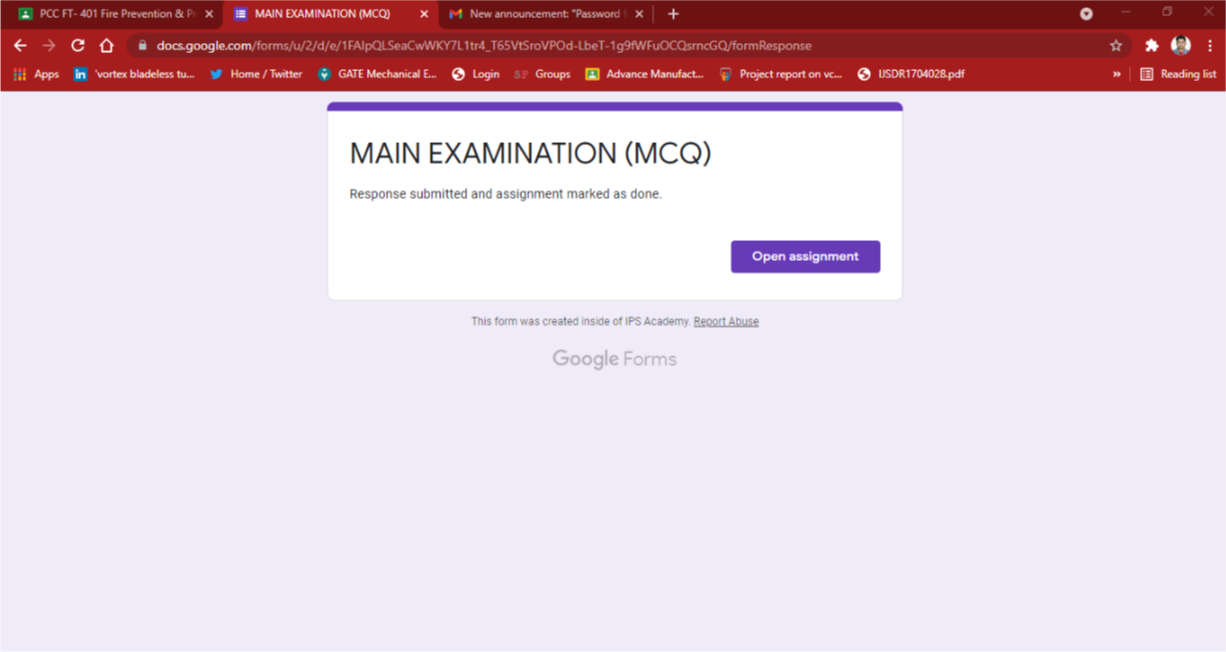 PCC FT- 401 Fire Prevention & Pr
MAIN EXAMINATION (MCQ)
New announcement: "Password
docs.google.com/forms/u/2/d/e/1FAIpQLSeaCwWKY7L1tr4_T65VtSroVPOd-LbeT-1g9fWFuOCQsrncGQ/formResponse
Apps
'vortex bladeless tu...
Home / Twitter
GATE Mechanical E...
Login
SP Groups
Advance Manufact...
Project report on vc...
IJSDR1704028.pdf
»
Reading list
MAIN EXAMINATION (MCQ)
Response submitted and assignment marked as done.
Open assignment
This form was created inside of IPS Academy. Report Abuse
Google Forms